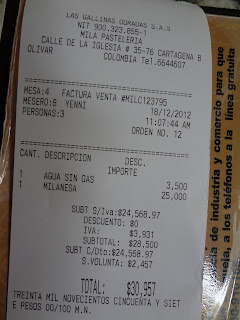 LAS GALLINAS DORADAS S.A.S
NIT 900.323.855-1
MILA PASTELERIA
CALLE DE LA IGLESIA # 35-76 CARTAGENA B
OLIVAR
COLOMBIA Tel.6644607
MESA:4 FACTURA VENTA #MILC123795
MESERO:8 YENNI 18/12/2012
PERSONAS:3 11:07:44 AM
ORDEN NO. 12
CANT. DESCRIPCION DESC.
IMPORTE
1 AGUA SIN GAS 3,500
1 MILANESA 25,000
SUBT S/Iva:$24,568.97
DESCUENTO: $0
IVA: $3,931
SUBTOTAL: $28,500
SUBT C/Dto:$24,568.97
S.VOLUNTA: $2,457
TOTAL: $30,957
TREINTA MIL NOVECIENTOS CINCUENTA Y SIET
E PESOS 00/100 M.N.
de industria y comercio para que
eja, a los teléfonos a la línea gratuita